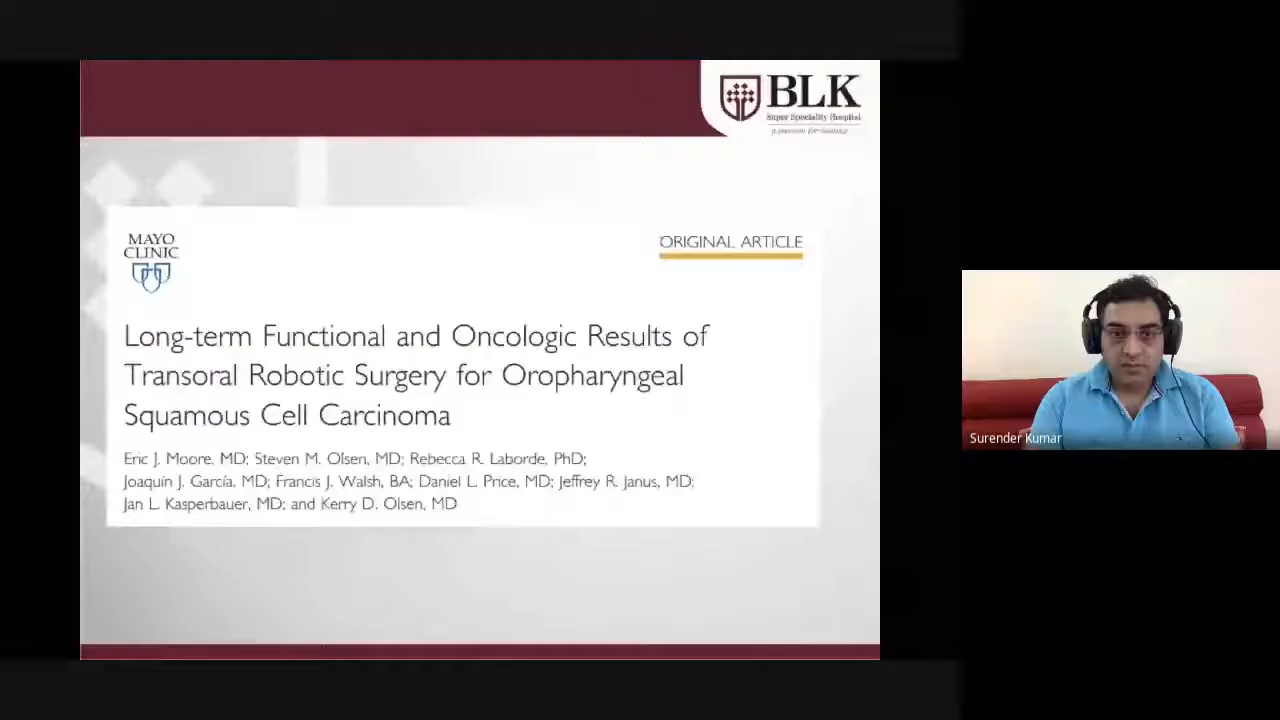 BLK
Super Speciality Hospital
MAYO
CLINIC
ORIGINAL ARTICLE
Long-term Functional and Oncologic Results of
Transoral Robotic Surgery for Oropharyngeal
Squamous Cell Carcinoma
Eric J. Moore, MD; Steven M. Olsen, MD; Rebecca R. Laborde, PhD;
Joaquín J. García, MD; Francis J. Walsh, BA; Daniel L. Price, MD; Jeffrey R. Janus, MD;
Jan L. Kasperbauer, MD; and Kerry D. Olsen, MD
Surender Kumar